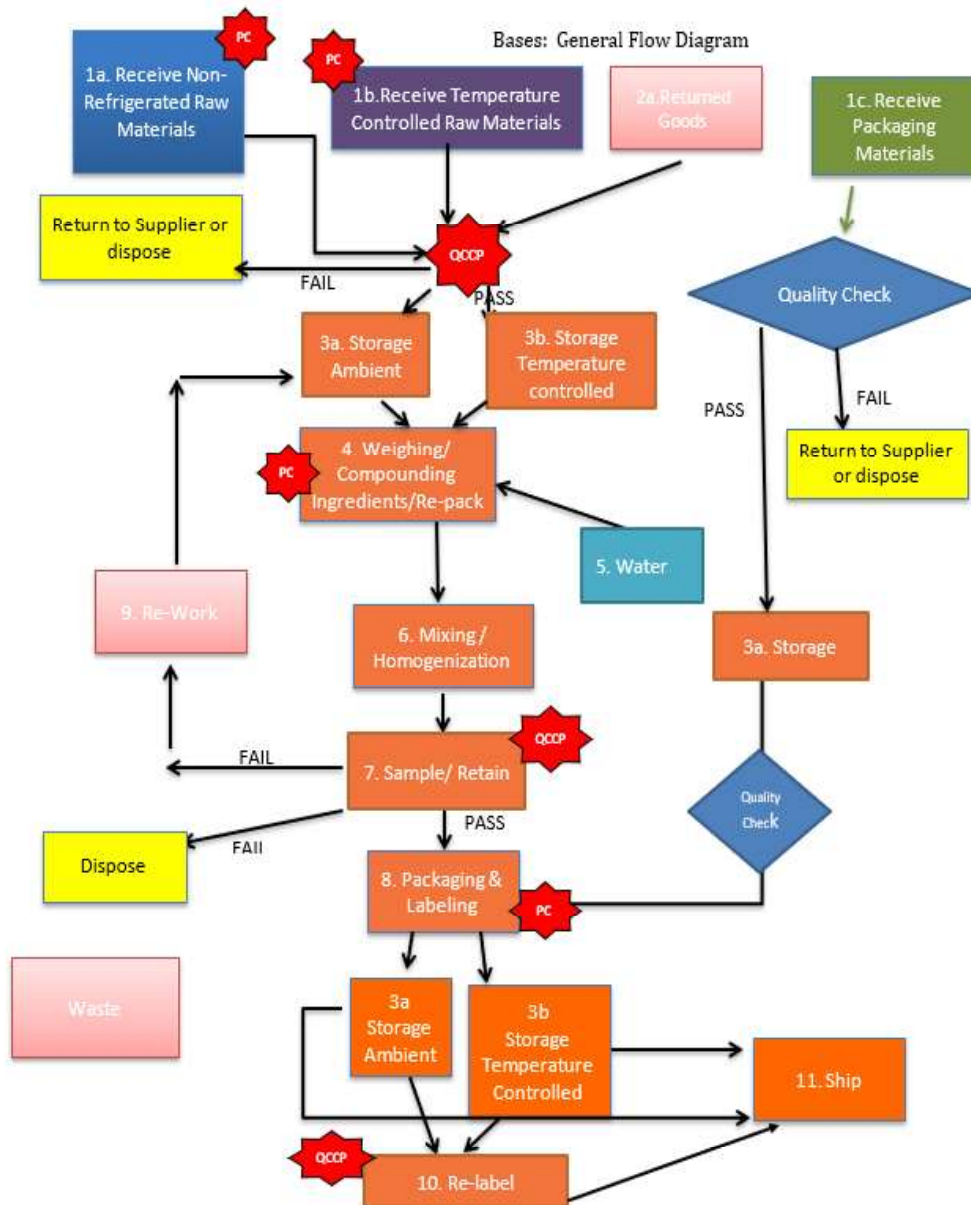 Bases: General Flow Diagram
PC
1a. Receive Non-
Refrigerated Raw
Materials
PC
1b.Receive Temperature
Controlled Raw Materials
2a.Returned
Goods
1c. Receive
Packaging
Materials
Return to Supplier or
dispose
QCCP
FAIL
PASS
Quality Check
3a. Storage
Ambient
3b. Storage
Temperature
controlled
PASS
FAIL
Return to Supplier
or dispose
PC
4. Weighing/
Compounding
Ingredients/Re-pack
5. Water
9. Re-Work
6. Mixing /
Homogenization
3a. Storage
QCCP
FAIL
7. Sample/ Retain
Quality
Check
PASS
FAIL
Dispose
8. Packaging &
Labeling
PC
Waste
3a
Storage
Ambient
3b
Storage
Temperature
Controlled
11. Ship
QCCP
10. Re-label